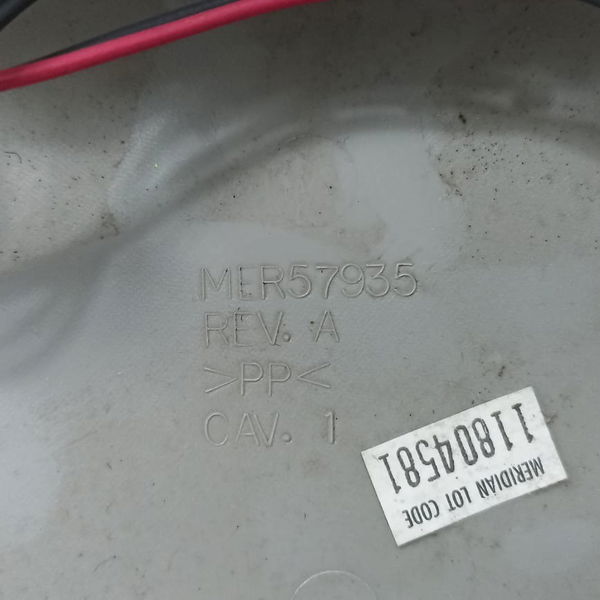 MER57935
REV. A
>PP<
CAV. 1
MERIDIAN LOT CODE
11804581